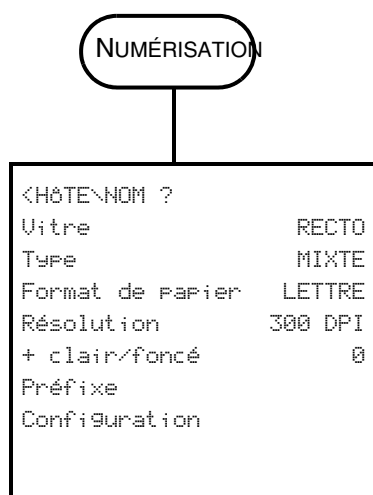 NUMÉRISATION
<HôTE\NOM ?
Vitre RECTO
Type MIXTE
Format de papier LETTRE
Résolution 300 DPI
+ clair/foncé 0
Préfixe
Configuration